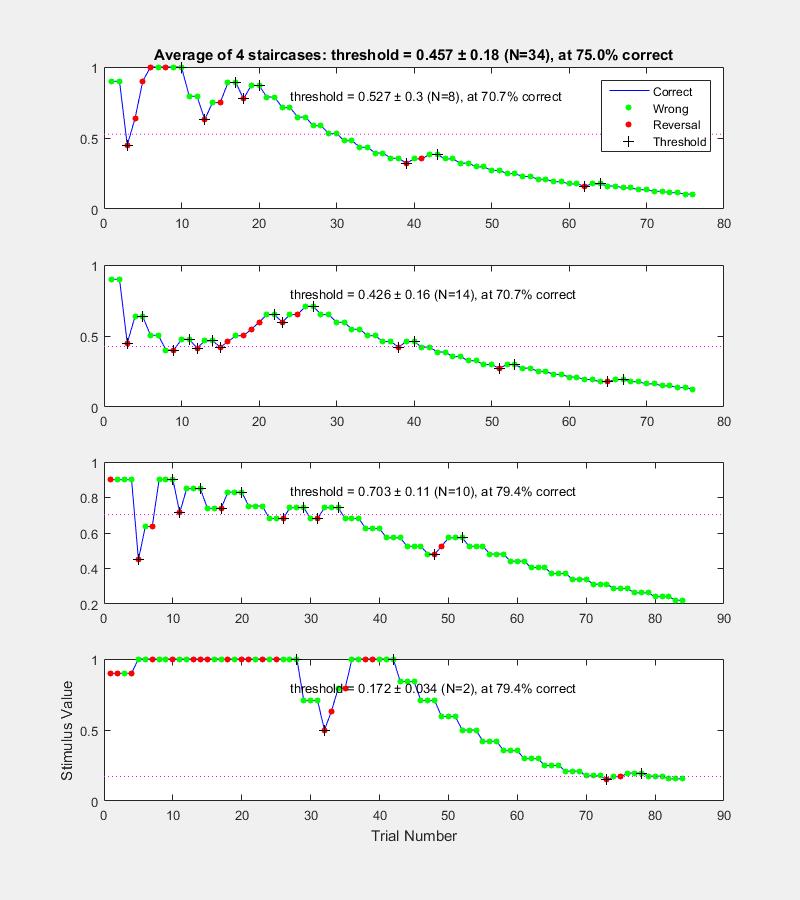 Average of 4 staircases: threshold = 0.457 ± 0.18 (N=34), at 75.0% correct
1
threshold = 0.527 ± 0.3 (N=8), at 70.7% correct
Correct
Wrong
Reversal
Threshold
0.5
0
0 10 20 30 40 50 60 70 80
1
threshold = 0.426 ± 0.16 (N=14), at 70.7% correct
0.5
0
0 10 20 30 40 50 60 70 80
1
threshold = 0.703 ± 0.11 (N=10), at 79.4% correct
0.8
0.6
0.4
0.2
0 10 20 30 40 50 60 70 80 90
1
threshold = 0.172 ± 0.034 (N=2), at 79.4% correct
0.5
0
0 10 20 30 40 50 60 70 80 90
Stimulus Value
Trial Number